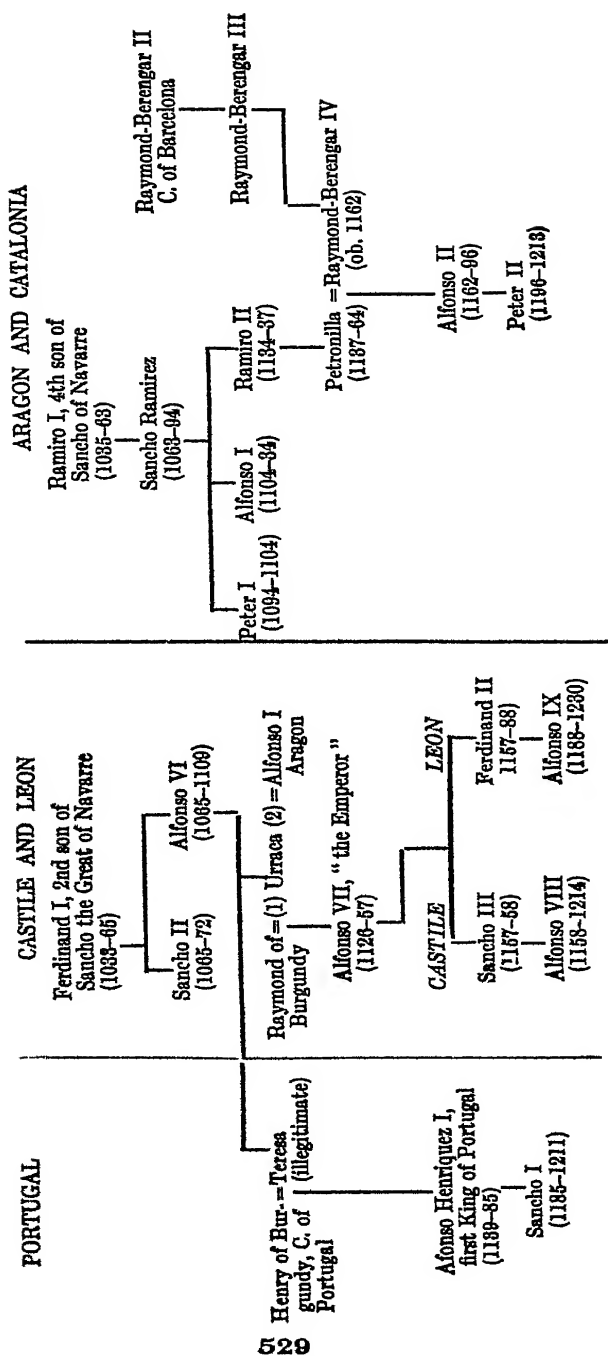 PORTUGAL
Henry of Bur-=Teresa
gundy, C. of (illegitimate)
Portugal
Afonso Henriquez I,
first King of Portugal
(1139–85)
Sancho I
(1185–1211)
CASTILE AND LEON
Ferdinand I, 2nd son of
Sancho the Great of Navarre
(1033–65)
Sancho II
(1065–72)
Alfonso VI
(1065–1109)
Raymond of =(1) Urraca (2)=Alfonso I
Burgundy
Aragon
Alfonso VII, "the Emperor"
(1126–57)
CASTILE
LEON
Sancho III
(1157–58)
Ferdinand II
1157–88)
Alfonso VIII
(1158–1214)
Alfonso IX
(1188–1230)
ARAGON AND CATALONIA
Ramiro I, 4th son of
Sancho of Navarre
(1035–63)
Sancho Ramirez
(1063–94)
Peter I
(1094–1104)
Alfonso I
(1104–34)
Ramiro II
(1134–37)
Raymond-Berengar II
C. of Barcelona
Raymond-Berengar III
Petronilla =Raymond-Berengar IV
(1137–64)
(ob. 1162)
Alfonso II
(1162–96)
Peter II
(1196–1213)
529